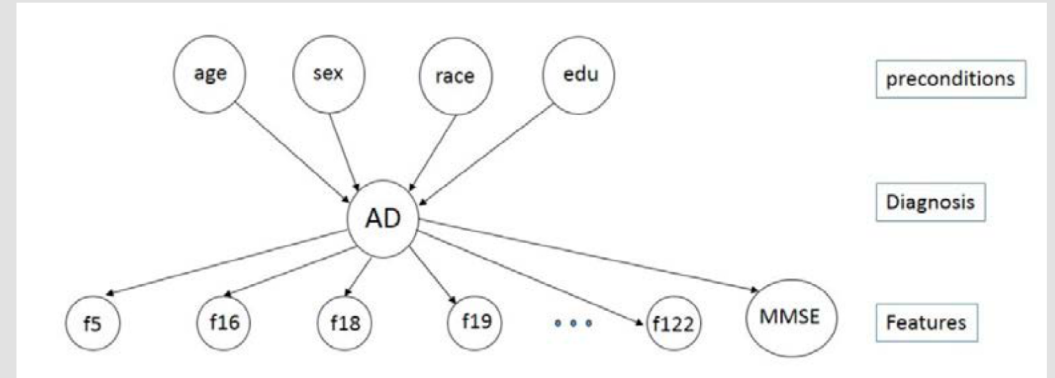 age sex race edu preconditions
AD Diagnosis
f5 f16 f18 f19 f122 MMSE Features